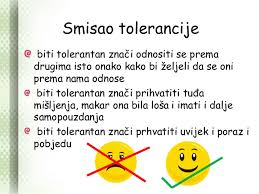 Smisao tolerancije
biti tolerantan znači odnositi se prema
drugima isto onako kako bi željeli da se oni
prema nama odnose
biti tolerantan znači prihvatiti tuđa
mišljenja, makar ona bila loša i imati i dalje
samopouzdanja
biti tolerantan znači prhvatiti uvijek i poraz i
pobjedu